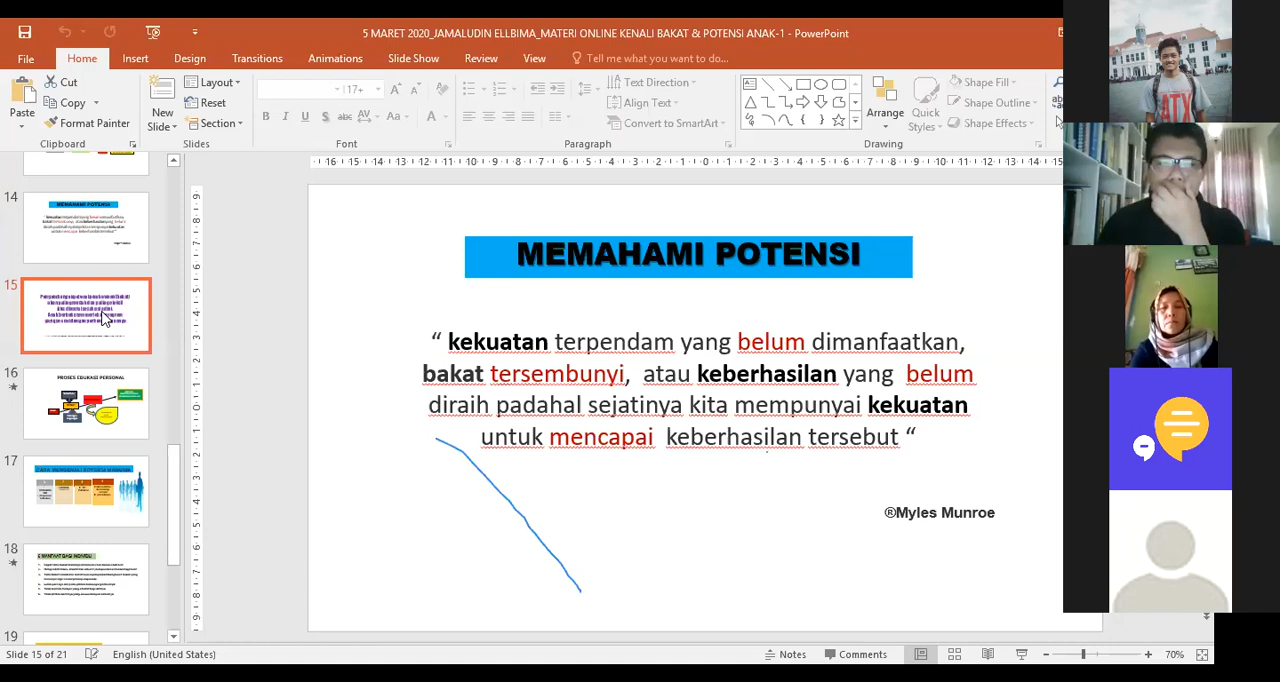 5 MARET 2020_JAMALUDIN ELLBIMA_MATERI ONLINE KENALI BAKAT & POTENSI ANAK-1 - PowerPoint
File Home Insert Design Transitions Animations Slide Show Review View Tell me what you want to do...
Paste
Cut
Copy
Format Painter
Clipboard
New Slide
Layout
Reset
Section
Slides
17+
Font
Text Direction
Align Text
Convert to SmartArt
Paragraph
Arrange
Quick Styles
Shape Fill
Shape Outline
Shape Effects
Drawing
14
MEMAHAMI POTENSI
15
16
PROSES EDUKASI PERSONAL
17
18
19
MEMAHAMI POTENSI
“ kekuatan terpendam yang belum dimanfaatkan,
bakat tersembunyi, atau keberhasilan yang belum
diraih padahal sejatinya kita mempunyai kekuatan
untuk mencapai keberhasilan tersebut “
®Myles Munroe
ATX
Slide 15 of 21 English (United States) Notes Comments 70%